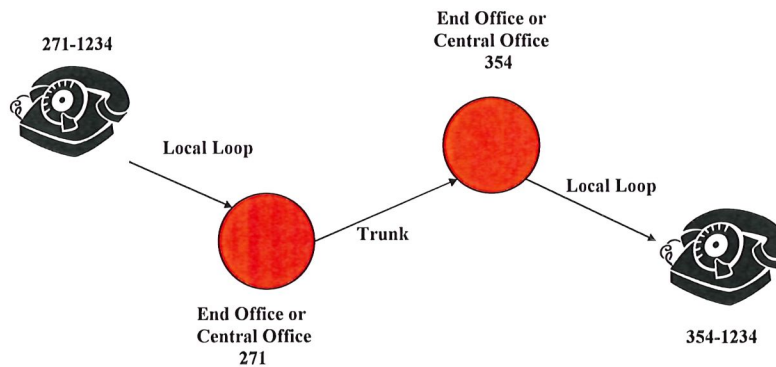 271-1234
End Office or
Central Office
354
Local Loop
Local Loop
Trunk
End Office or
Central Office
271
354-1234